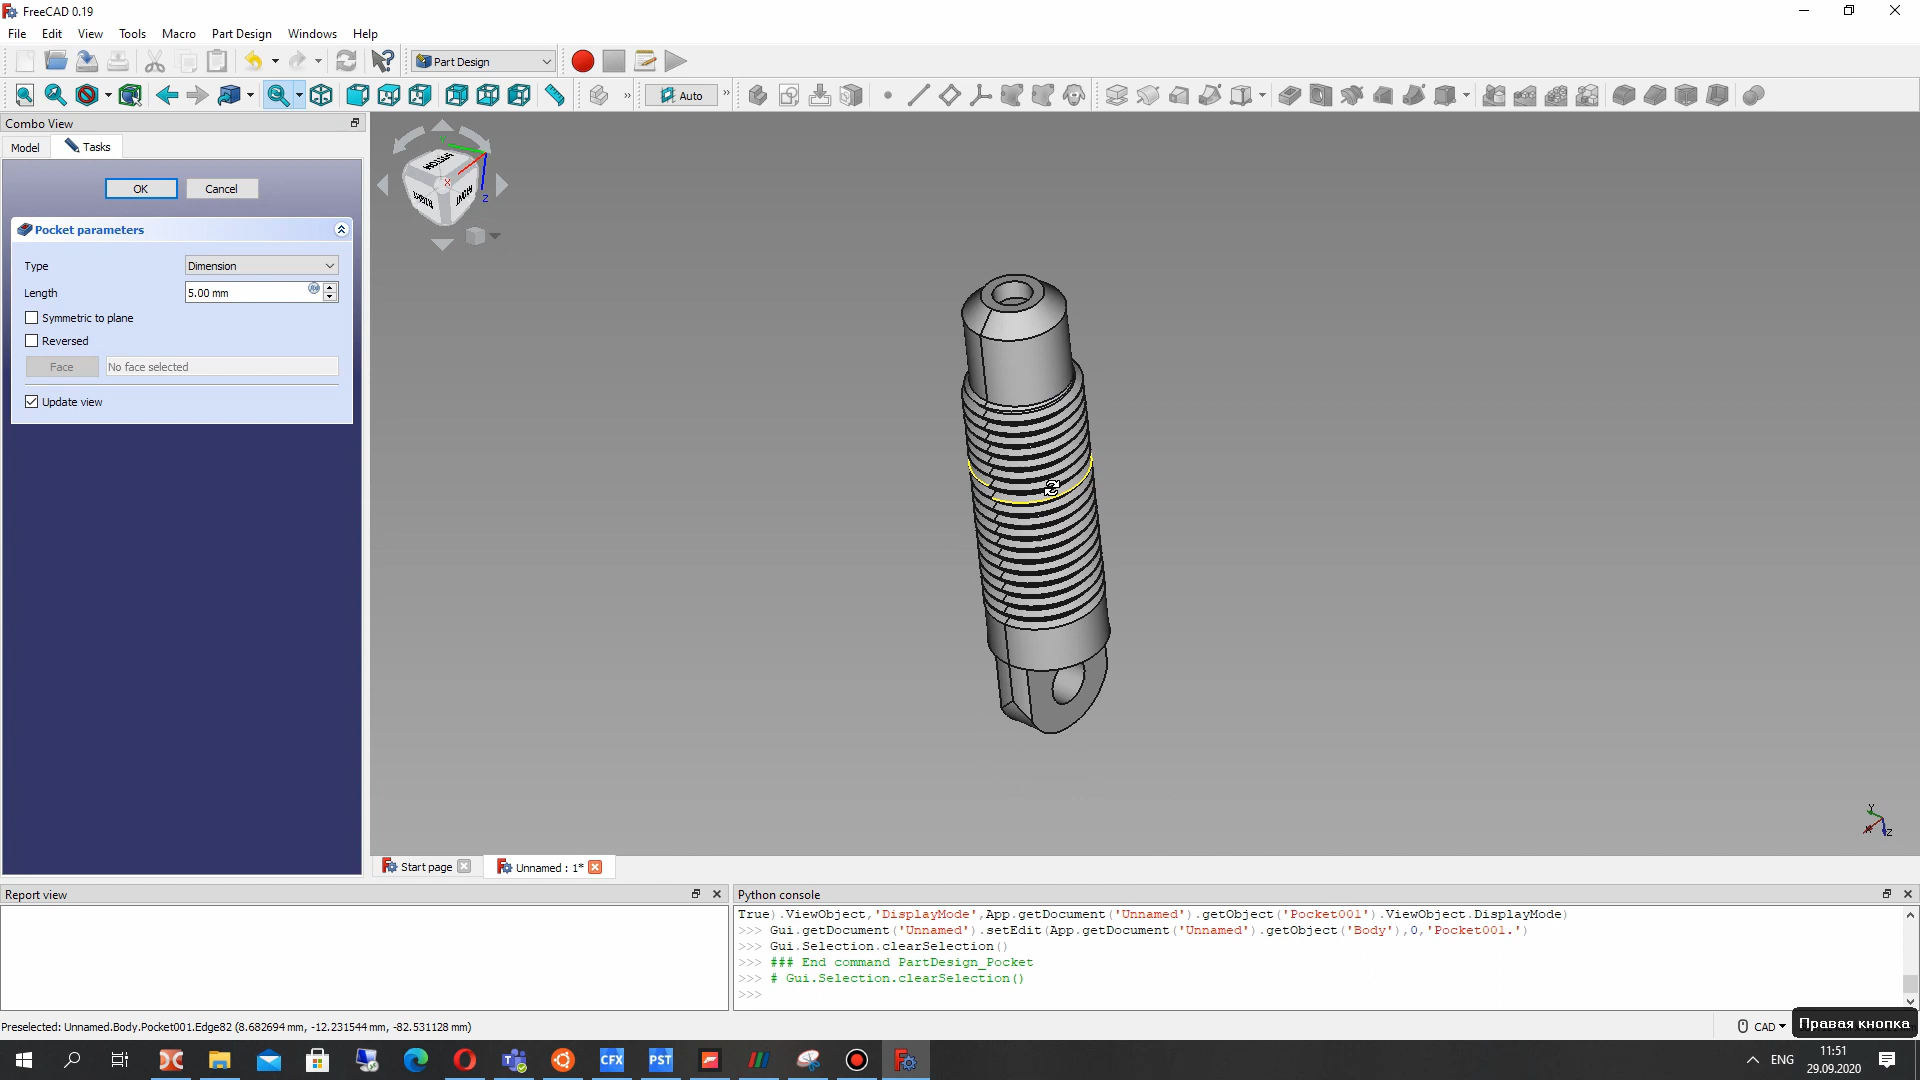 FreeCAD 0.19
File Edit View Tools Macro Part Design Windows Help
Part Design
Auto
Combo View
Model Tasks
OK Cancel
Pocket parameters
Type Dimension
Length 5.00 mm
Symmetric to plane
Reversed
Face No face selected
Update view
X
Z
Y
Z
Start page
Unnamed : 1*
Report view
Python console
True).ViewObject,'DisplayMode',App.getDocument('Unnamed').getObject('Pocket001').ViewObject.DisplayMode)
>>> Gui.getDocument('Unnamed').setEdit(App.getDocument('Unnamed').getObject('Body'),0,'Pocket001.')
>>> Gui.Selection.clearSelection()
>>> ### End command PartDesign_Pocket
>>> # Gui.Selection.clearSelection()
>>>
Preselected: Unnamed.Body.Pocket001.Edge82 (8.682694 mm, -12.231544 mm, -82.531128 mm)
CAD
Правая кнопка
CFX
PST
ENG
11:51
29.09.2020